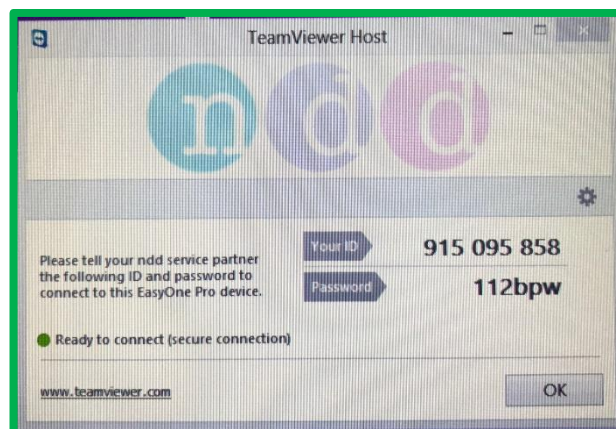 TeamViewer Host
ndd
Please tell your ndd service partner
the following ID and password to
connect to this EasyOne Pro device.
Your ID 915 095 858
Password 112bpw
Ready to connect (secure connection)
www.teamviewer.com
OK